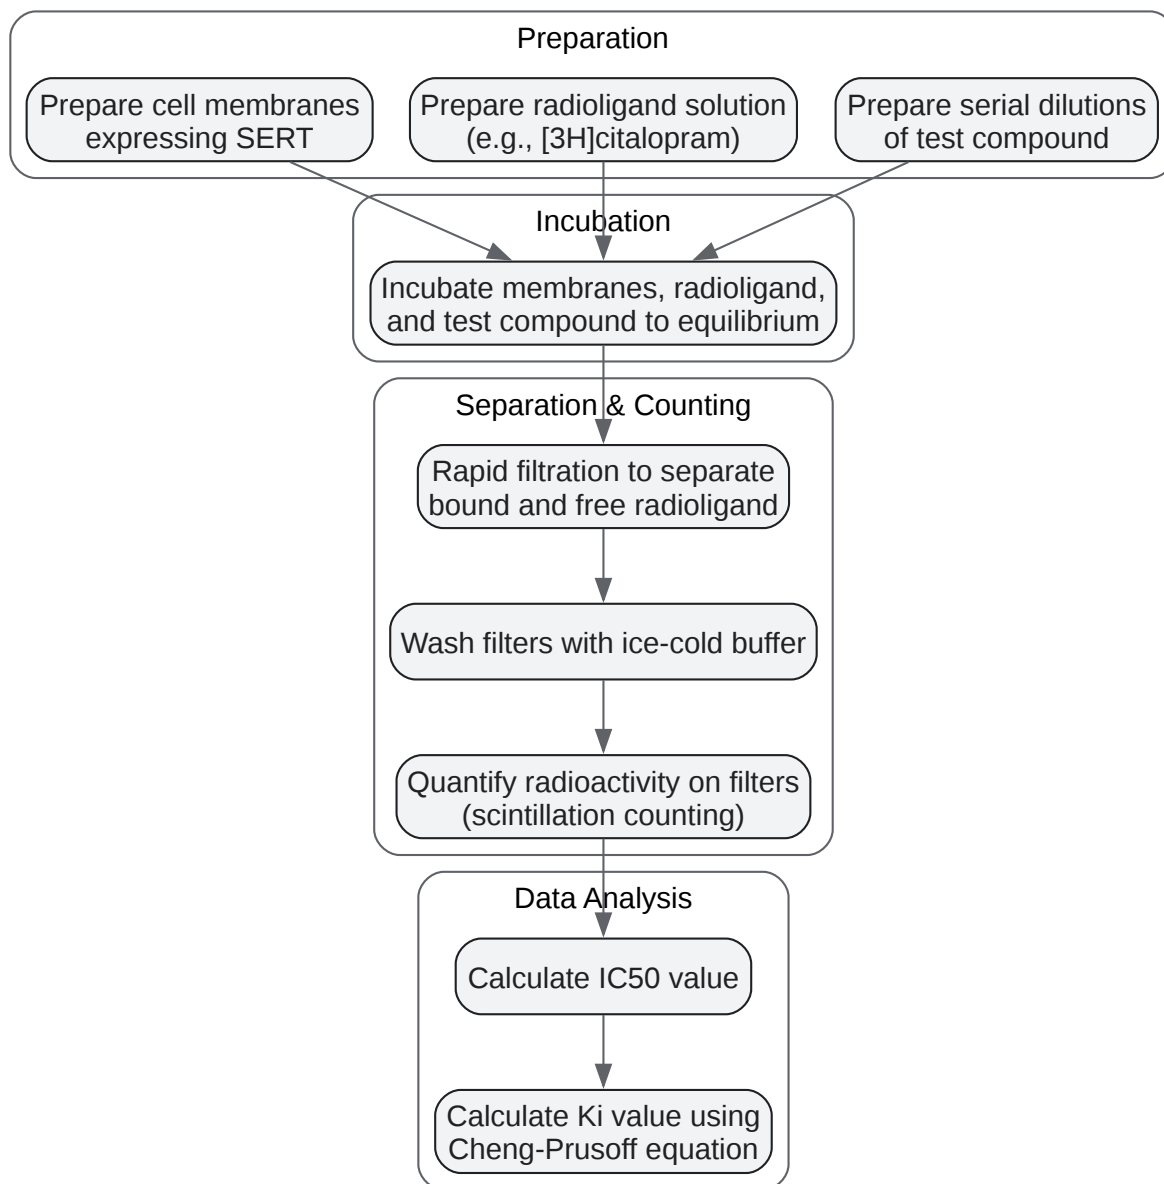 Preparation
Prepare cell membranes
expressing SERT
Prepare radioligand solution
(e.g., [3H]citalopram)
Prepare serial dilutions
of test compound
Incubation
Incubate membranes, radioligand,
and test compound to equilibrium
Separation & Counting
Rapid filtration to separate
bound and free radioligand
Wash filters with ice-cold buffer
Quantify radioactivity on filters
(scintillation counting)
Data Analysis
Calculate IC50 value
Calculate Ki value using
Cheng-Prusoff equation